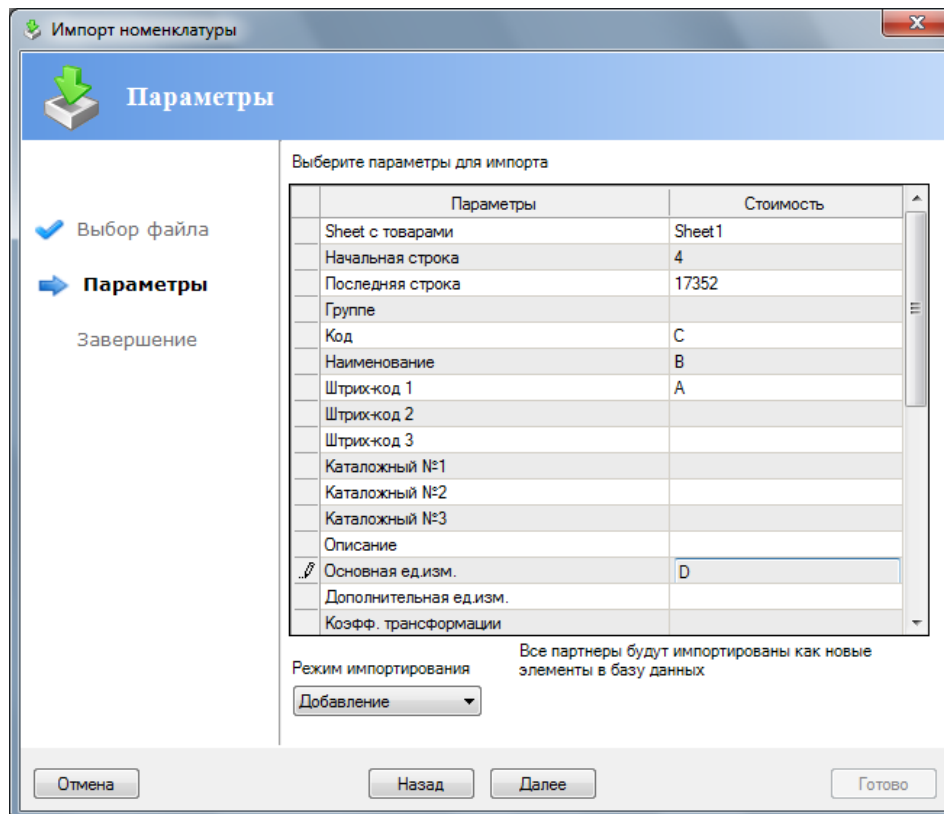 Импорт номенклатуры
Параметры
Выбор файла
Параметры
Завершение
Выберите параметры для импорта
Параметры Стоимость
Sheet с товарами Sheet1
Начальная строка 4
Последняя строка 17352
Группе
Код C
Наименование B
Штрих-код 1 A
Штрих-код 2
Штрих-код 3
Каталожный №1
Каталожный №2
Каталожный №3
Описание
Основная ед.изм. D
Дополнительная ед.изм.
Коэфф. трансформации
Режим импортирования
Добавление
Все партнеры будут импортированы как новые
элементы в базу данных
Отмена Назад Далее Готово